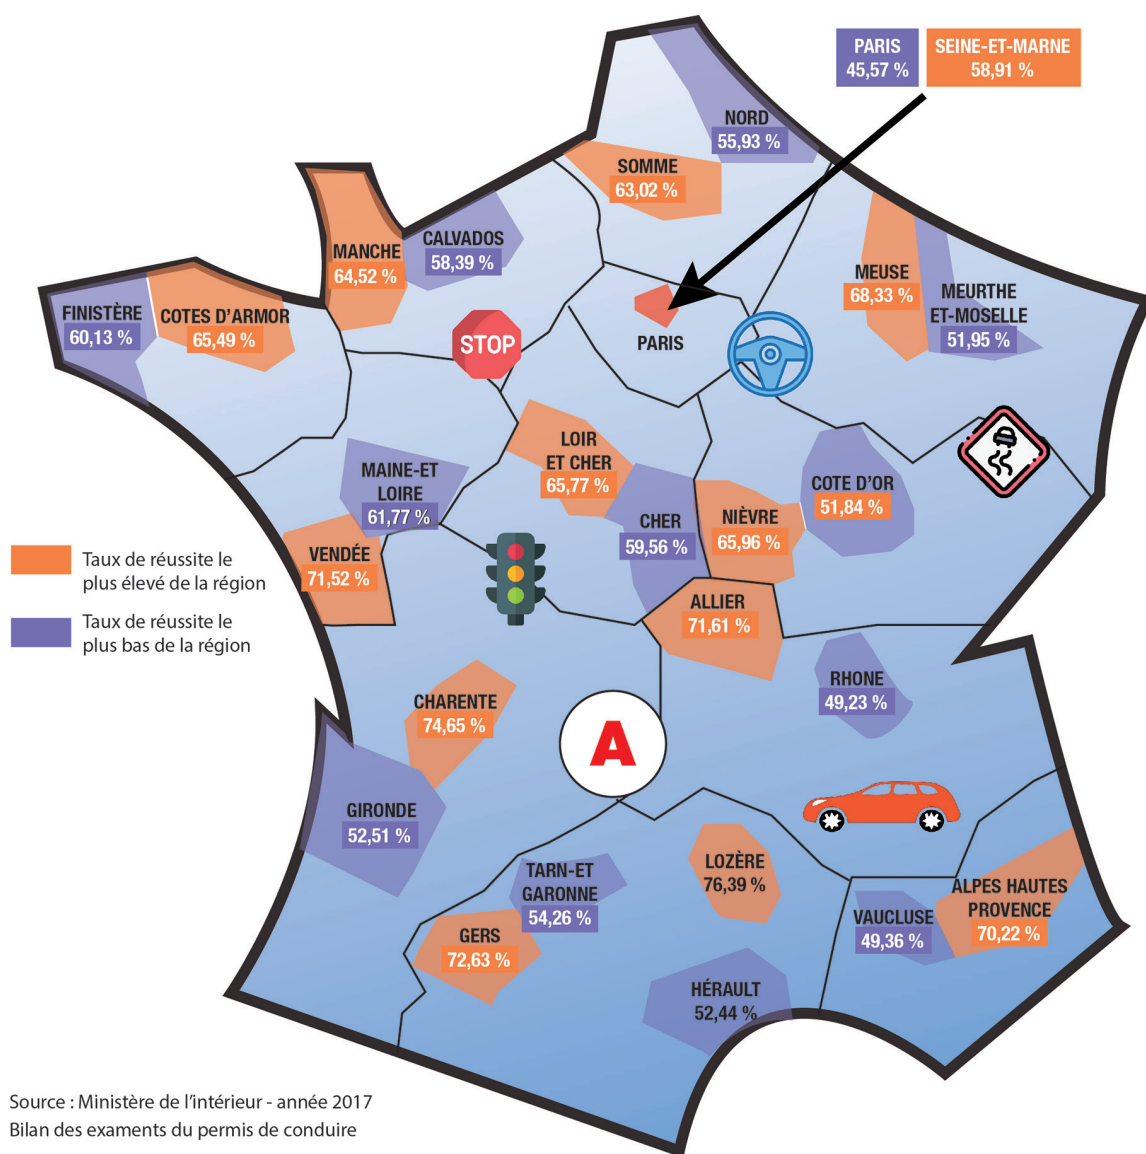 PARIS
45,57 %
SEINE-ET-MARNE
58,91 %
NORD
55,93 %
SOMME
63,02 %
MANCHE
64,52 %
CALVADOS
58,39 %
FINISTÈRE
60,13 %
COTES D'ARMOR
65,49 %
MEUSE
68,33 %
MEURTHE
ET-MOSELLE
51,95 %
STOP
PARIS
LOIR
ET CHER
65,77 %
MAINE-ET
LOIRE
61,77 %
COTE D'OR
51,84 %
CHER
59,56 %
NIÈVRE
65,96 %
VENDÉE
71,52 %
Taux de réussite le
plus élevé de la région
Taux de réussite le
plus bas de la région
ALLIER
71,61 %
RHONE
49,23 %
CHARENTE
74,65 %
A
GIRONDE
52,51 %
TARN-ET
GARONNE
54,26 %
LOZÈRE
76,39 %
GERS
72,63 %
VAUCLUSE
49,36 %
ALPES HAUTES
PROVENCE
70,22 %
HÉRAULT
52,44 %
Source : Ministère de l'intérieur - année 2017
Bilan des examents du permis de conduire